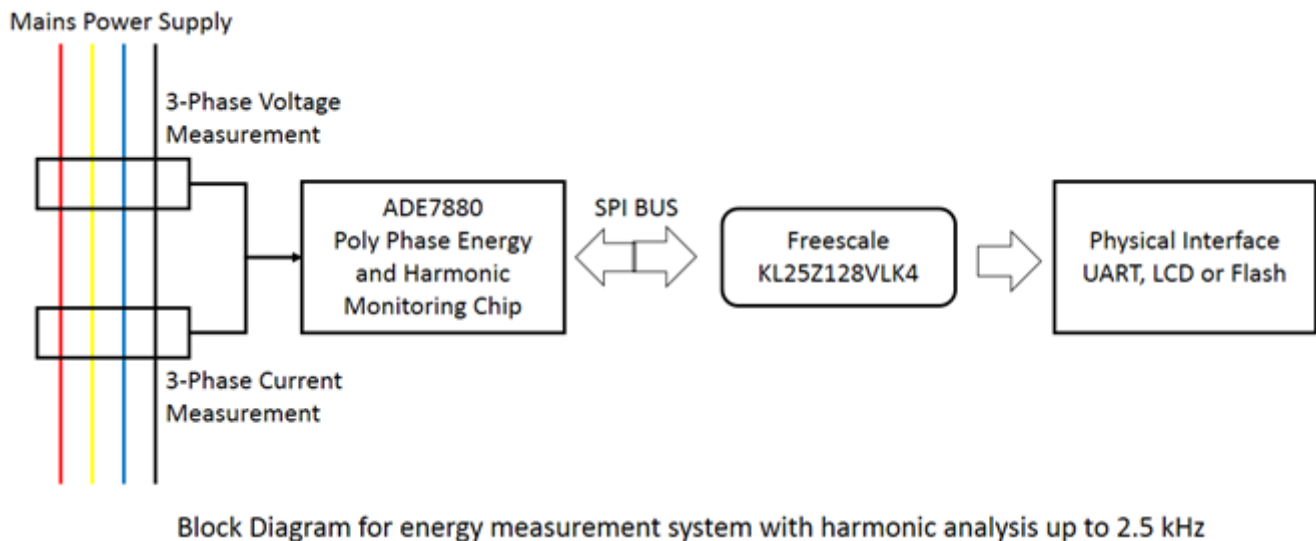 Mains Power Supply
3-Phase Voltage
Measurement
ADE7880
Poly Phase Energy
and Harmonic
Monitoring Chip
SPI BUS
Freescale
KL25Z128VLK4
Physical Interface
UART, LCD or Flash
3-Phase Current
Measurement
Block Diagram for energy measurement system with harmonic analysis up to 2.5 kHz